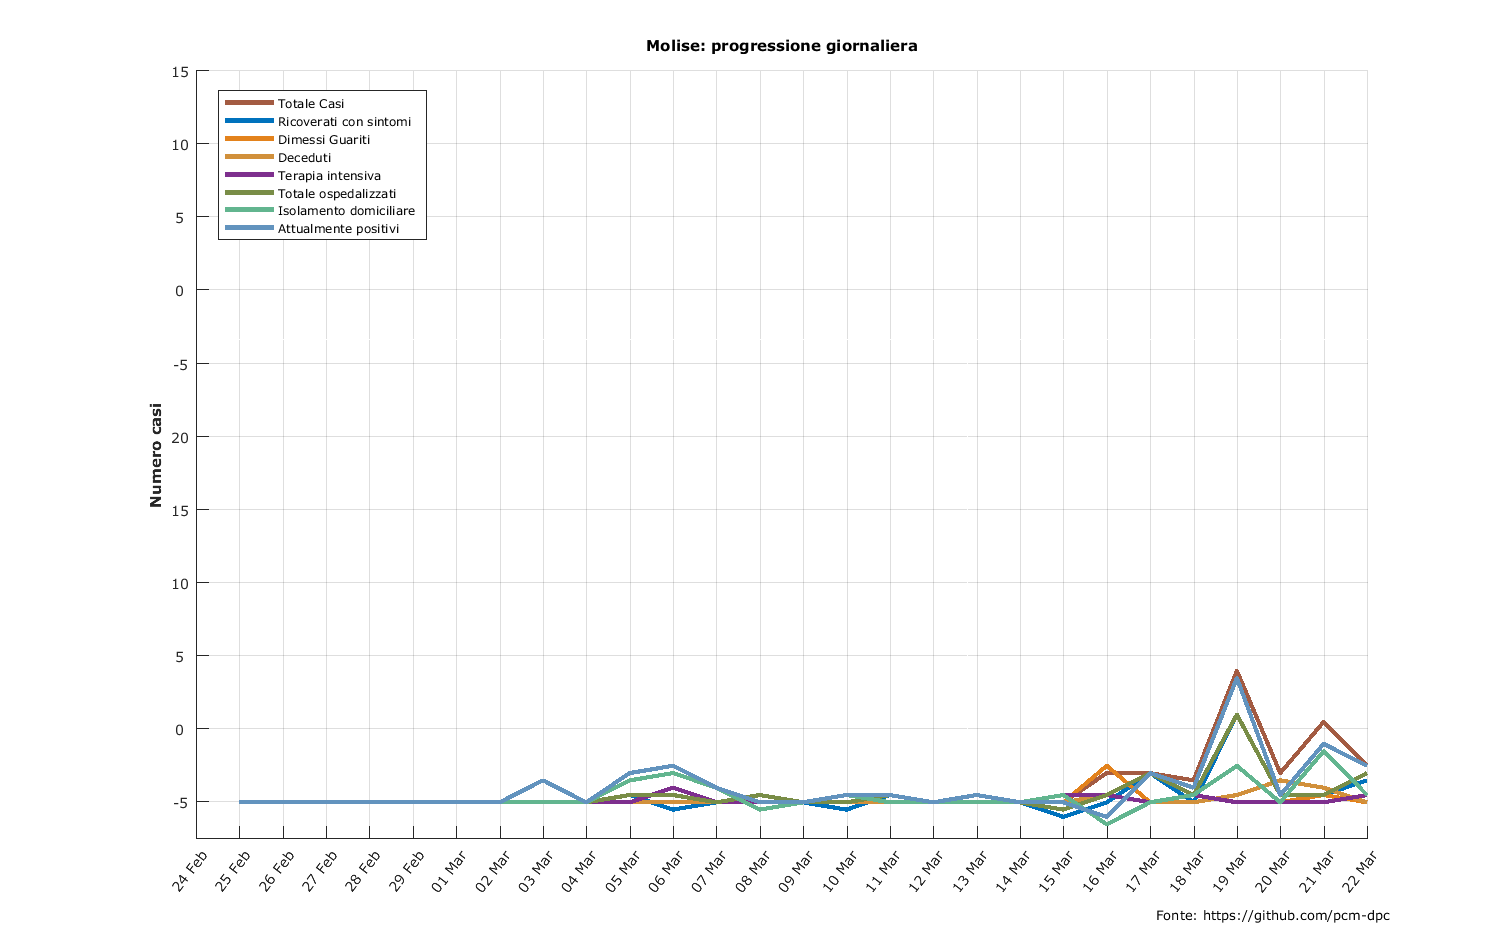 Molise: progressione giornaliera
Numero casi
15
10
5
0
-5
20
15
10
5
0
-5
Totale Casi
Ricoverati con sintomi
Dimessi Guariti
Deceduti
Terapia intensiva
Totale ospedalizzati
Isolamento domiciliare
Attualmente positivi
24 Feb
25 Feb
26 Feb
27 Feb
28 Feb
29 Feb
01 Mar
02 Mar
03 Mar
04 Mar
05 Mar
06 Mar
07 Mar
08 Mar
09 Mar
10 Mar
11 Mar
12 Mar
13 Mar
14 Mar
15 Mar
16 Mar
17 Mar
18 Mar
19 Mar
20 Mar
21 Mar
22 Mar
Fonte: https://github.com/pcm-dpc